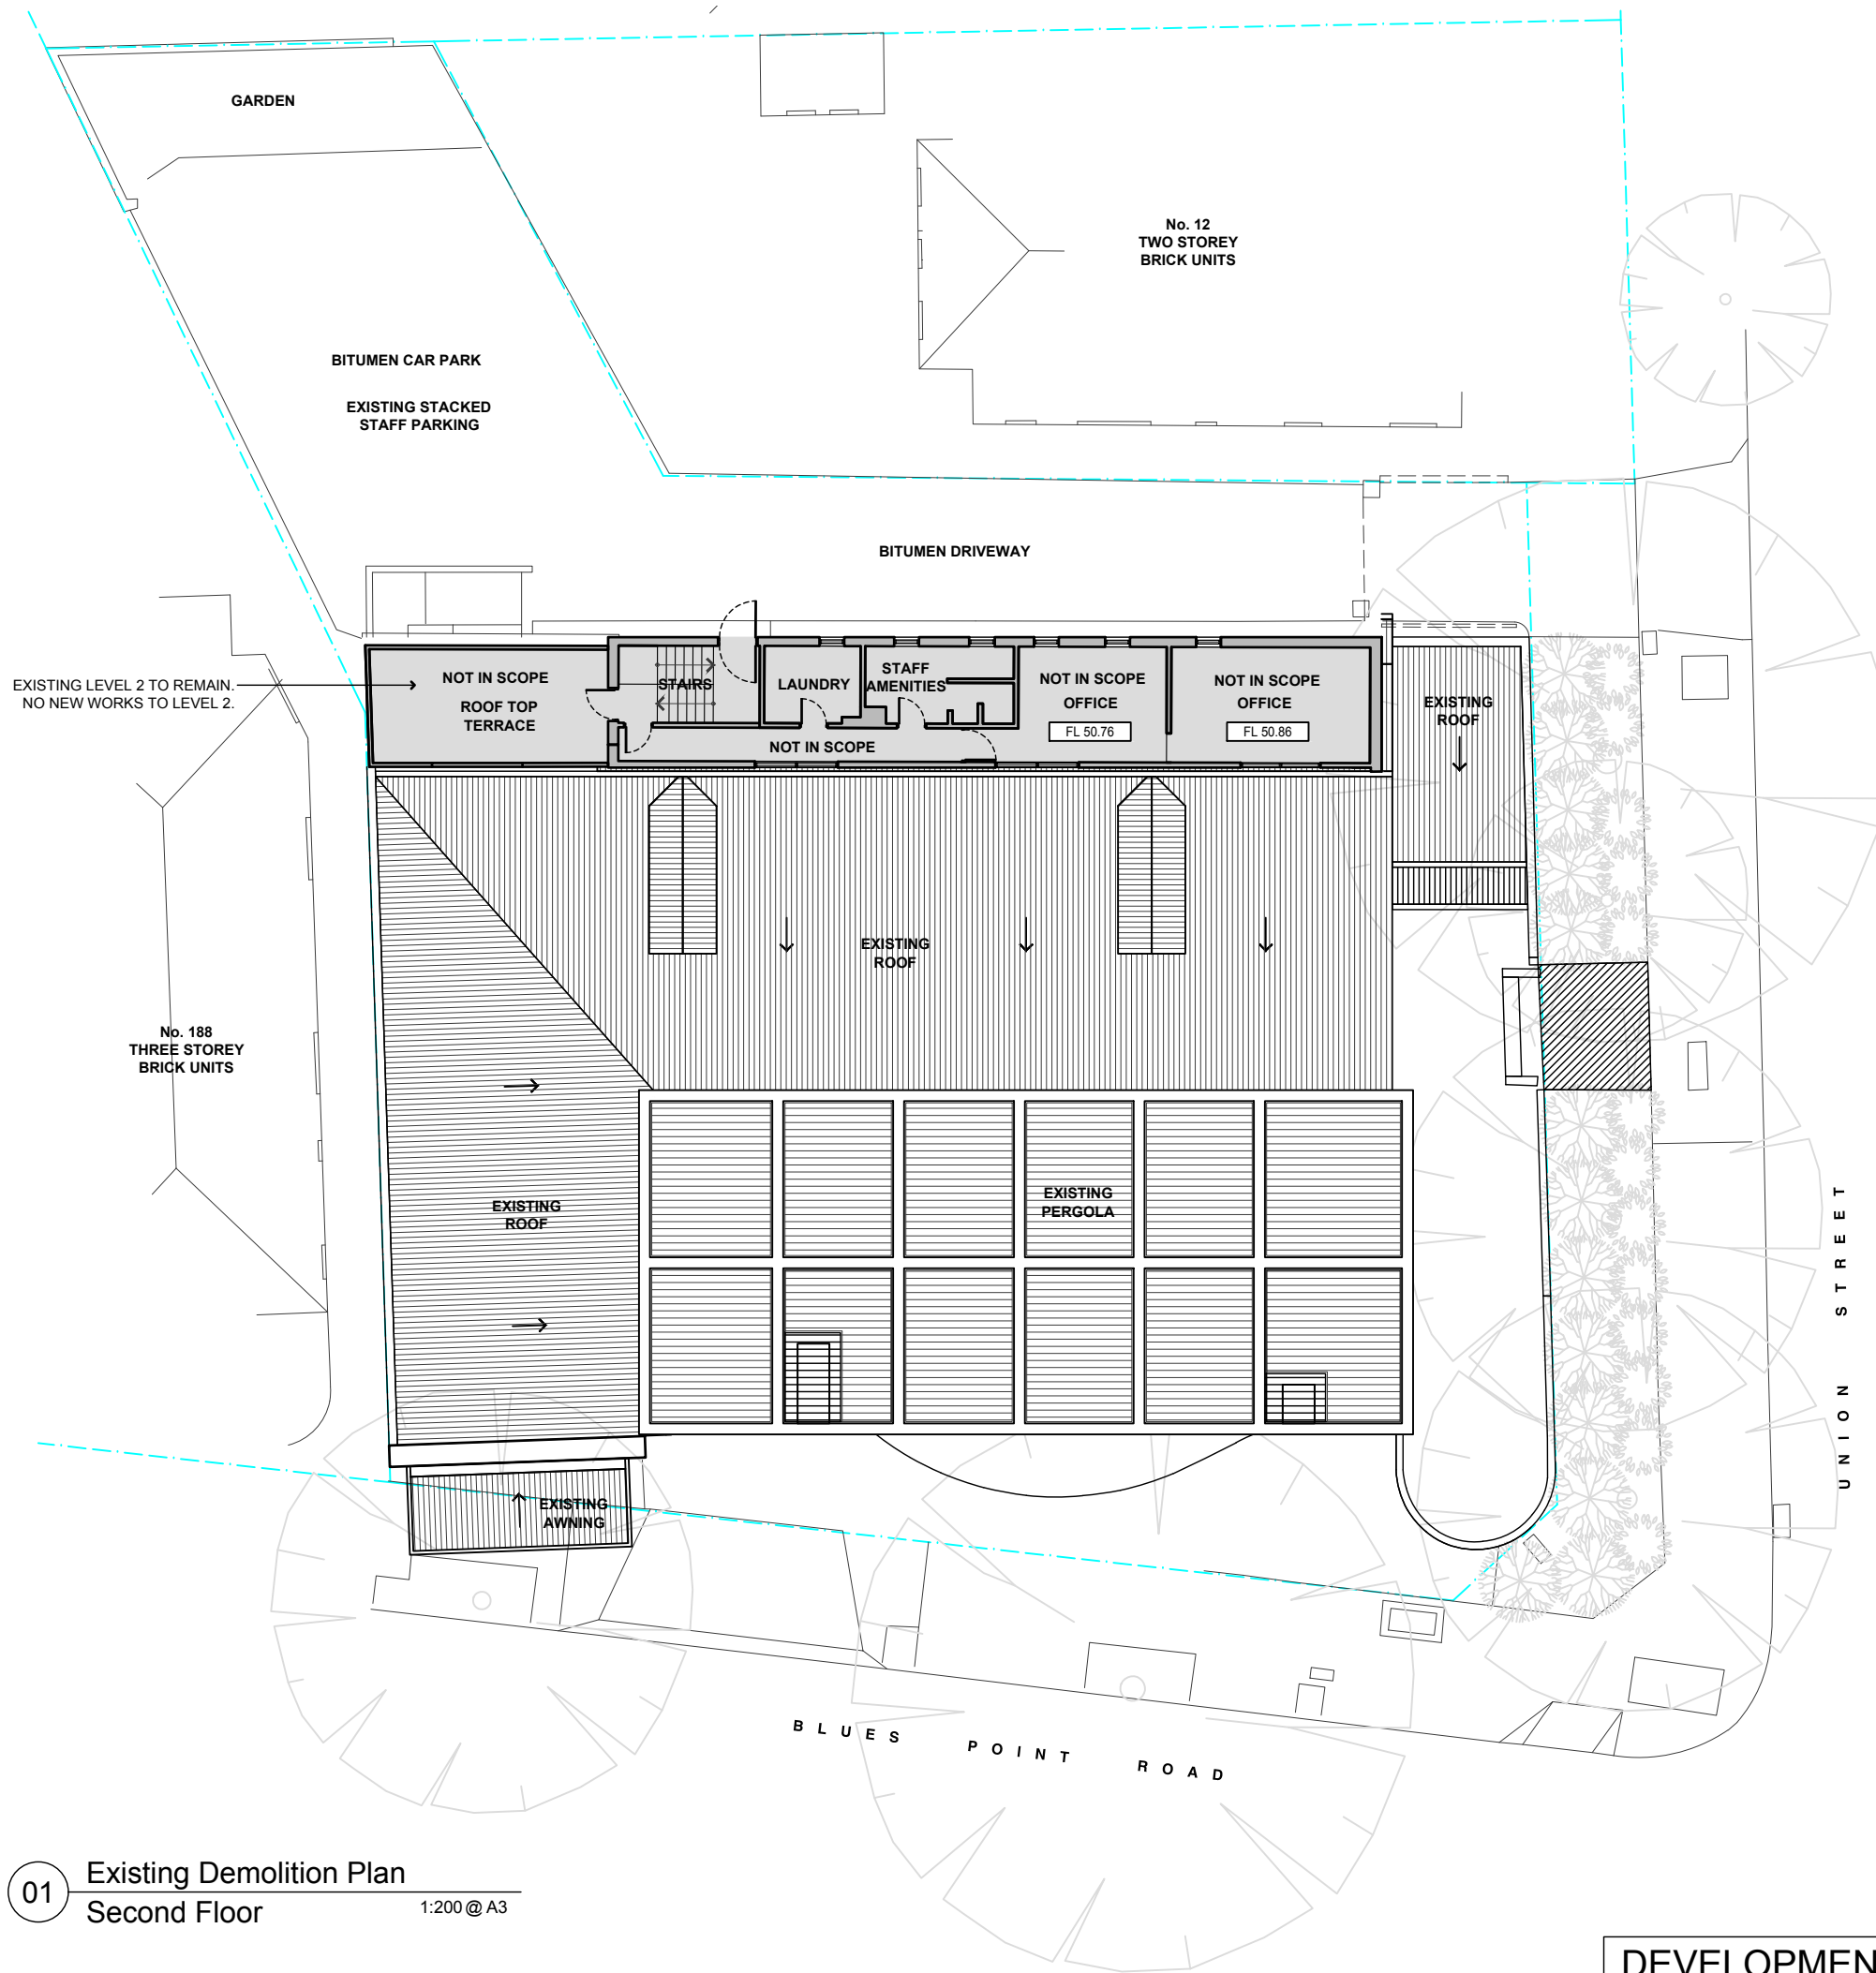 GARDEN
No. 12
TWO STOREY
BRICK UNITS
BITUMEN CAR PARK
EXISTING STACKED
STAFF PARKING
BITUMEN DRIVEWAY
EXISTING LEVEL 2 TO REMAIN.
NO NEW WORKS TO LEVEL 2.
NOT IN SCOPE
ROOF TOP
TERRACE
STAIRS
LAUNDRY
STAFF
AMENITIES
NOT IN SCOPE
OFFICE
FL 50.76
NOT IN SCOPE
OFFICE
FL 50.86
NOT IN SCOPE
EXISTING
ROOF
EXISTING
ROOF
No. 188
THREE STOREY
BRICK UNITS
EXISTING
ROOF
EXISTING
PERGOLA
UNION STREET
EXISTING
AWNING
BLUES POINT ROAD
01
Existing Demolition Plan
Second Floor
1:200 @ A3
DEVELOPMEN